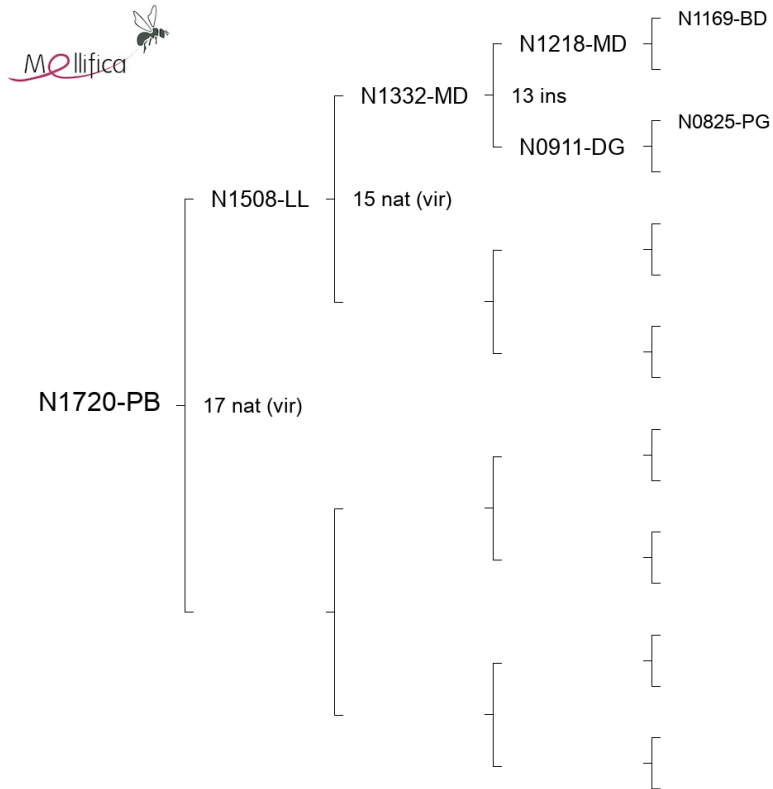 Mellifica
N1169-BD
N1218-MD
N1332-MD
13 ins
N0825-PG
N0911-DG
N1508-LL
15 nat (vir)
N1720-PB
17 nat (vir)